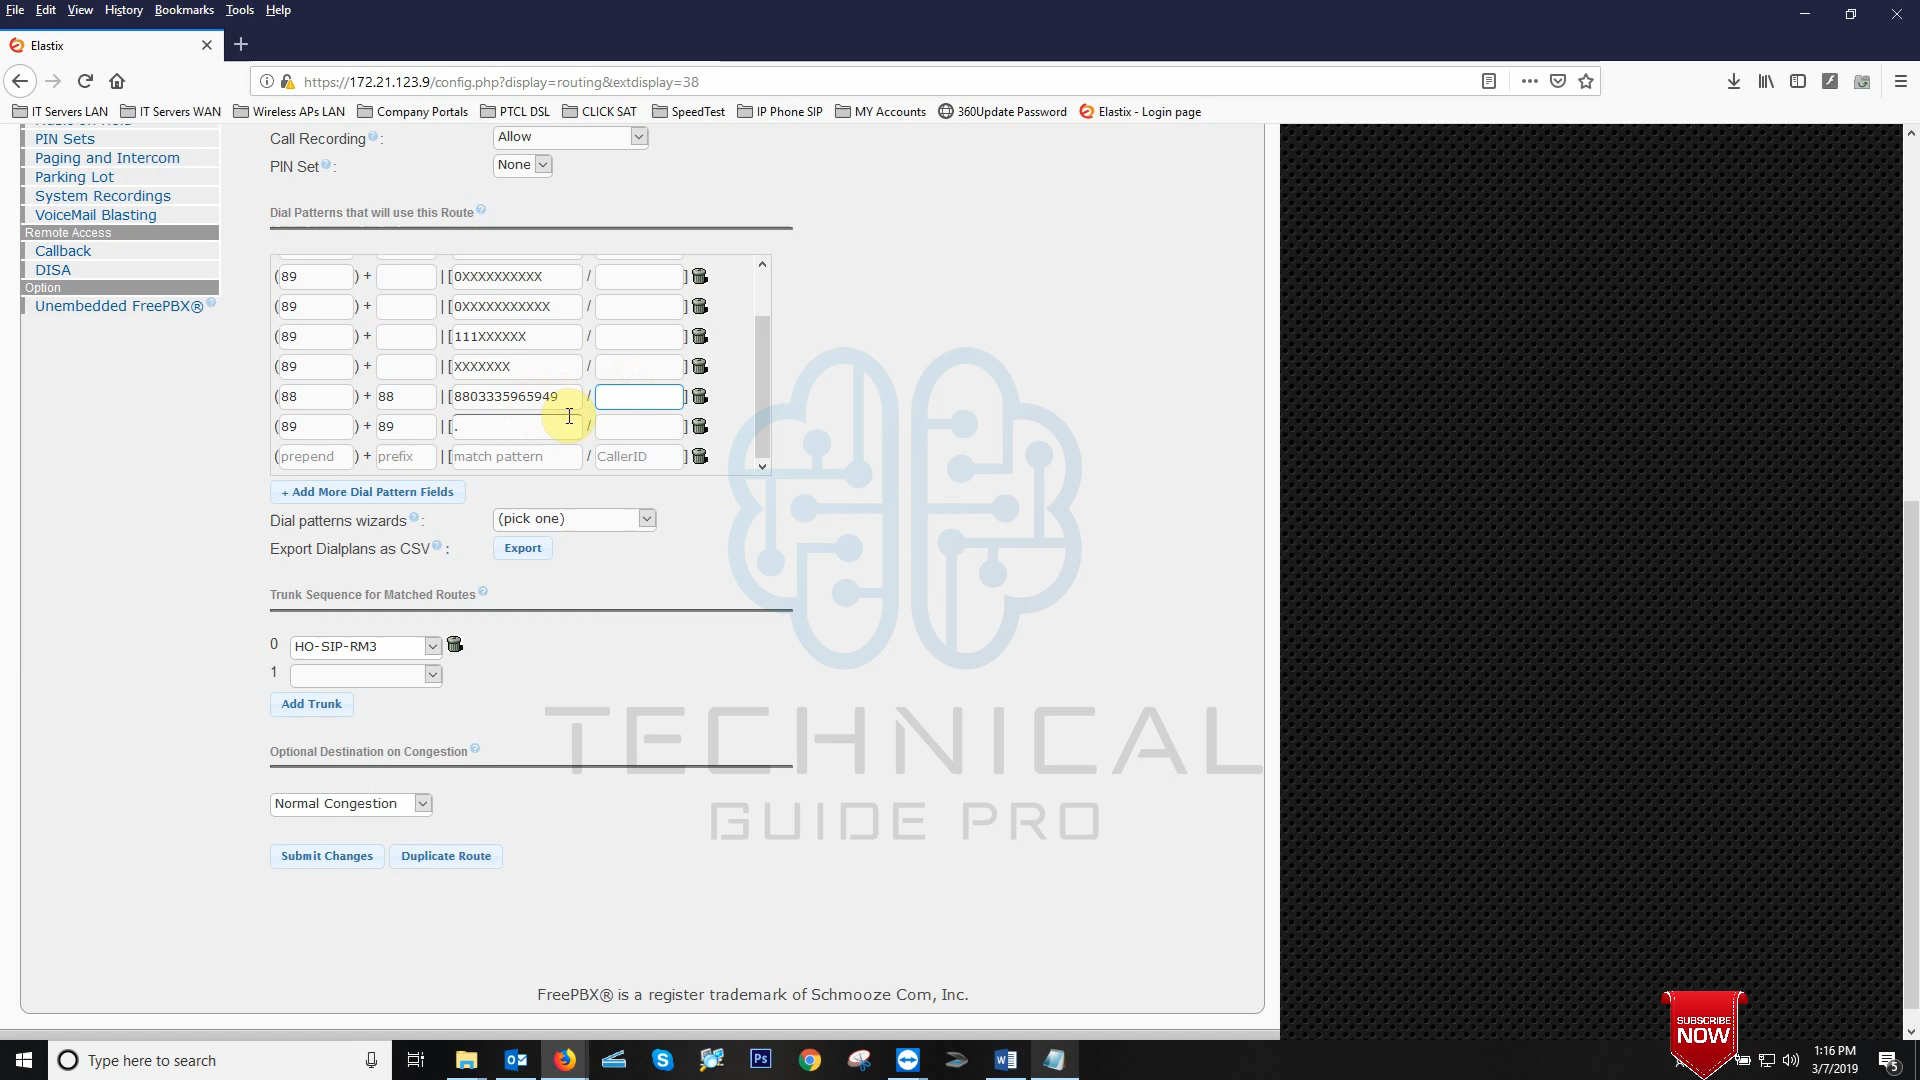 File Edit View History Bookmarks Tools Help
Elastix
https://172.21.123.9/config.php?display=routing&extdisplay=38
IT Servers LAN IT Servers WAN Wireless APs LAN Company Portals PTCL DSL CLICK SAT SpeedTest IP Phone SIP MY Accounts 360Update Password Elastix - Login page
PIN Sets
Paging and Intercom
Parking Lot
System Recordings
VoiceMail Blasting
Remote Access
Callback
DISA
Option
Unembedded FreePBX®
Call Recording : Allow
PIN Set : None
Dial Patterns that will use this Route
(89 ) + | [0XXXXXXXXXX / ]
(89 ) + | [0XXXXXXXXXXX / ]
(89 ) + | [111XXXXXX / ]
(89 ) + | [XXXXXXX / ]
(88 ) + 88 | [8803335965949 / ]
(89 ) + 89 | [. / ]
(prepend ) + prefix | [match pattern / CallerID ]
+ Add More Dial Pattern Fields
Dial patterns wizards : (pick one)
Export Dialplans as CSV : Export
Trunk Sequence for Matched Routes
0 HO-SIP-RM3
1
Add Trunk
Optional Destination on Congestion
Normal Congestion
Submit Changes Duplicate Route
TECHNICAL
GUIDE PRO
FreePBX® is a register trademark of Schmooze Com, Inc.
SUBSCRIBE
NOW
Type here to search
1:16 PM
3/7/2019
5